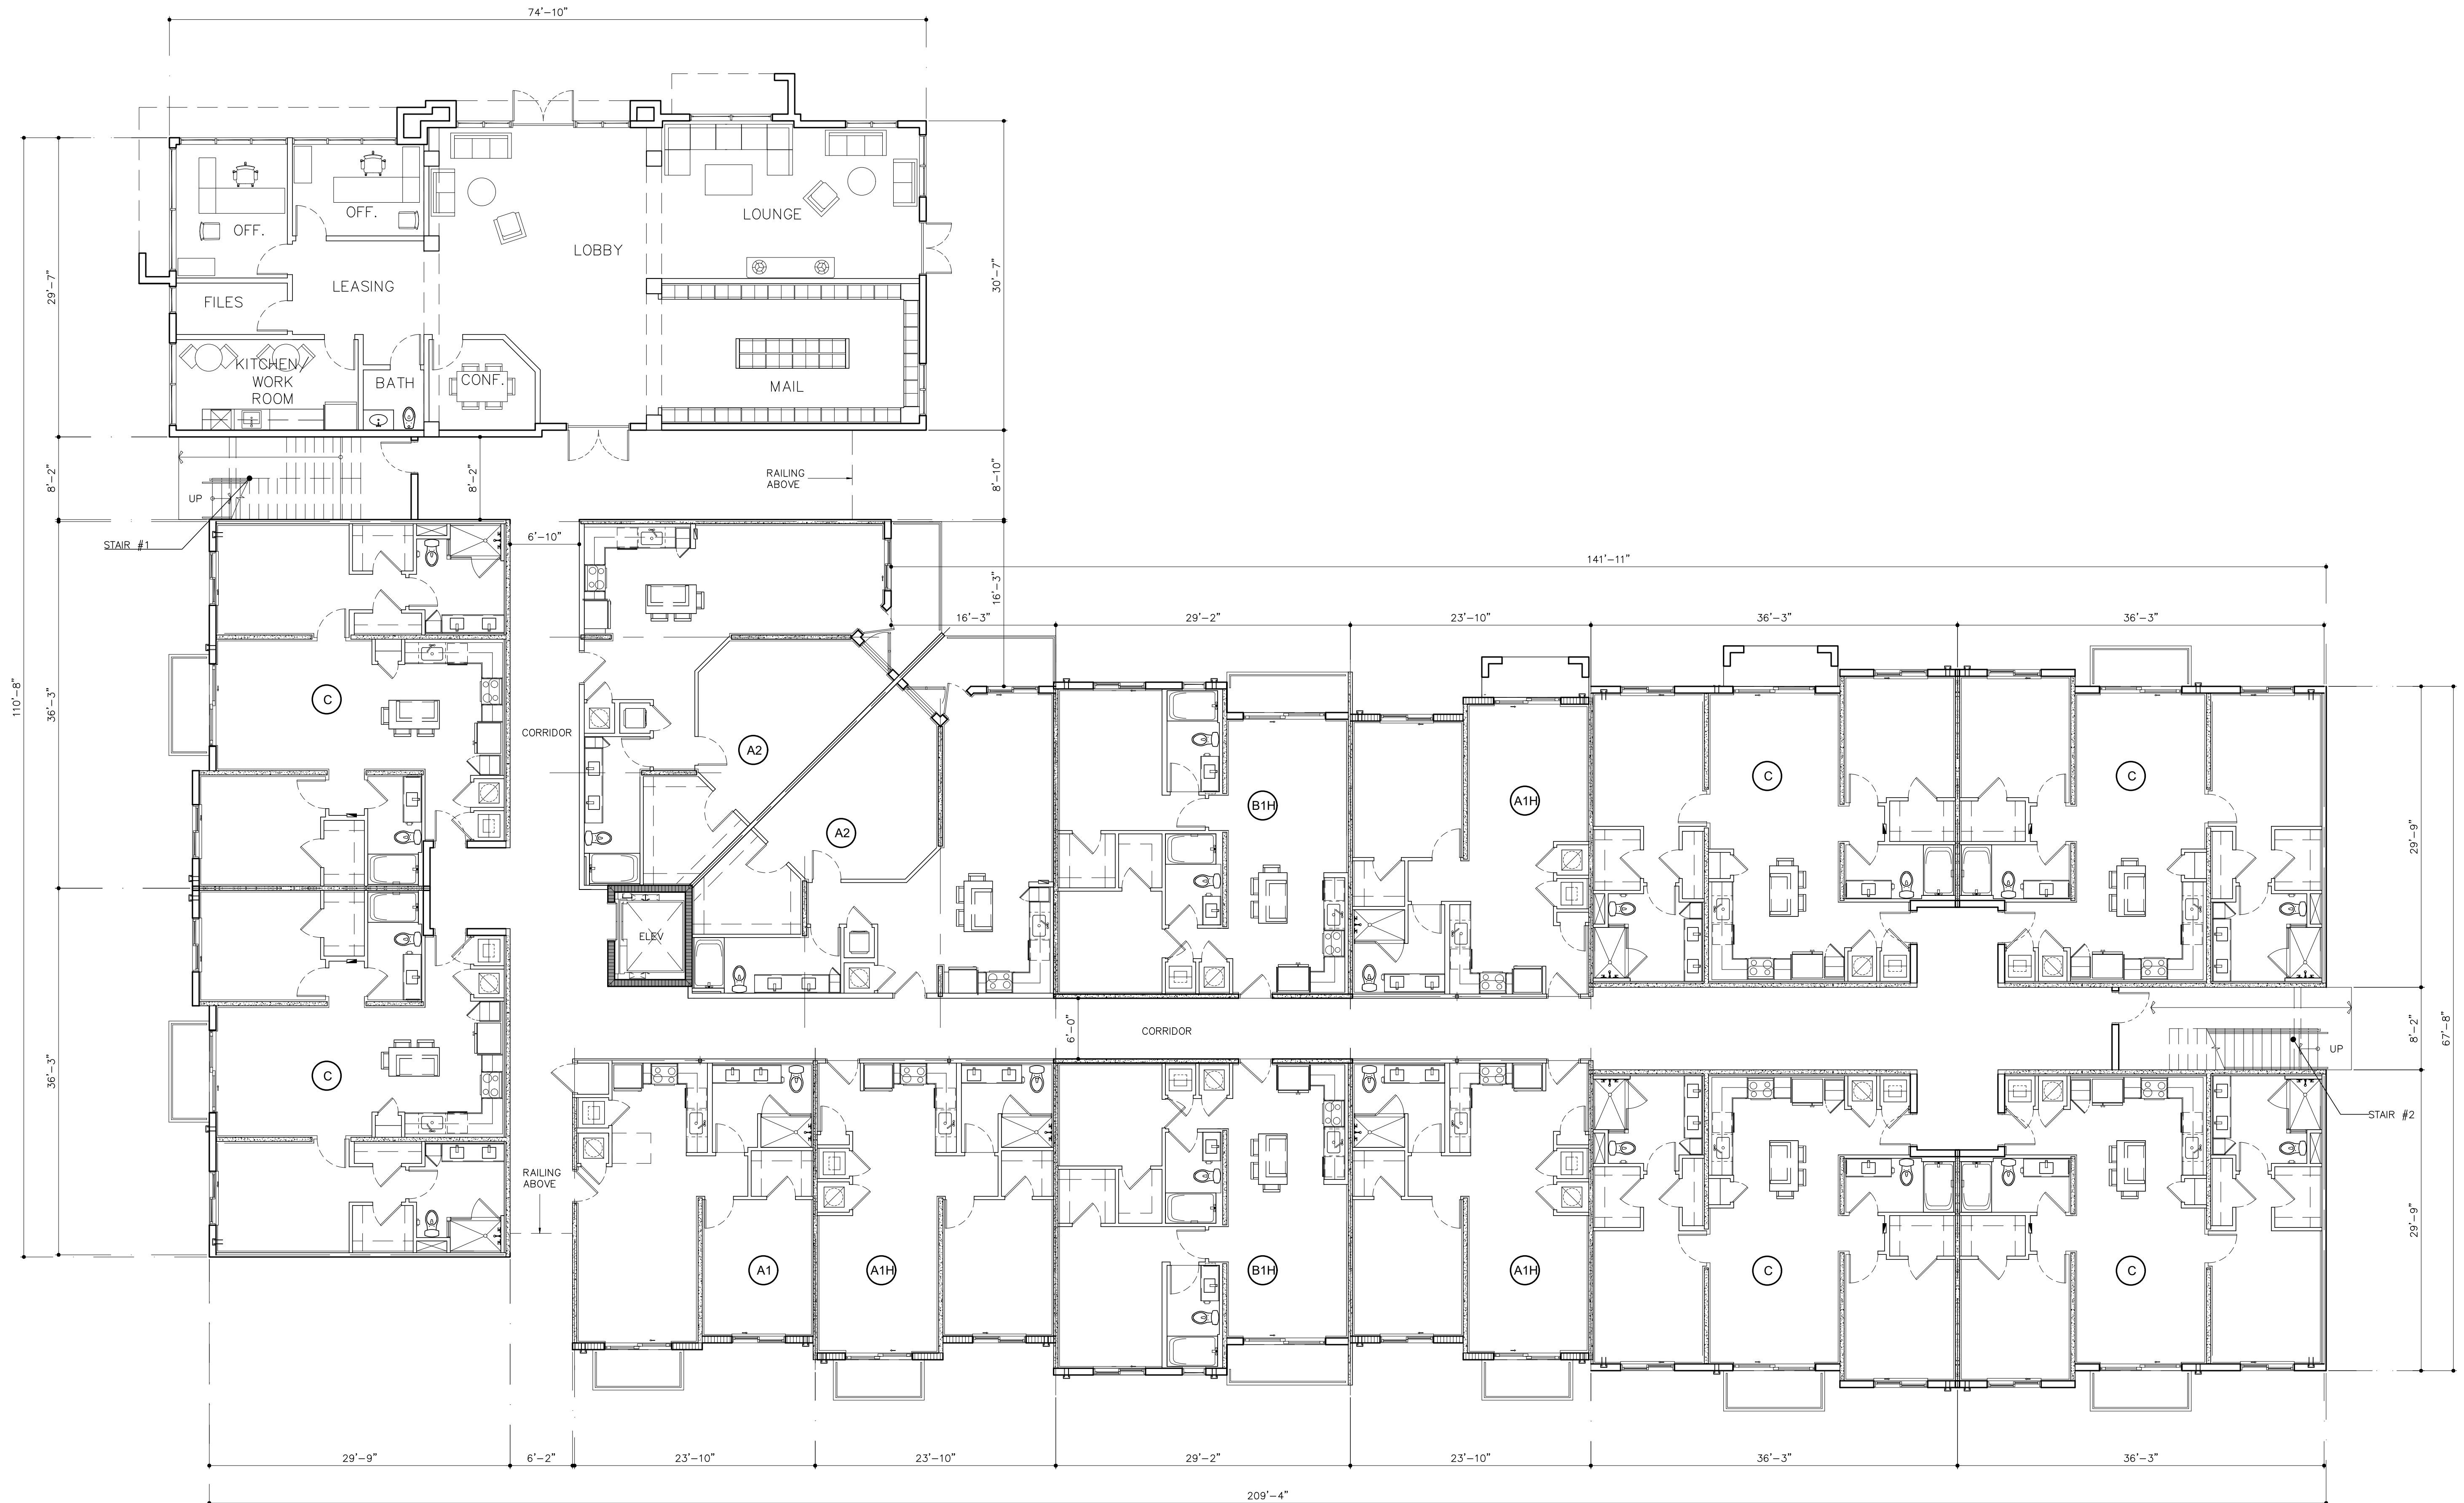 74'-10"
OFF.
OFF.
LOUNGE
LOBBY
LEASING
FILES
29'-7"
30'-7"
KITCHEN/
WORK
ROOM
BATH
CONF.
MAIL
8'-2"
8'-2"
UP
RAILING
ABOVE
8'-10"
STAIR #1
6'-10"
141'-11"
16'-3"
16'-3"
29'-2"
23'-10"
36'-3"
36'-3"
110'-8"
36'-3"
C
CORRIDOR
A2
A2
B1H
A1H
C
C
29'-9"
ELEV
6'-0"
CORRIDOR
8'-2"
67'-8"
UP
36'-3"
C
STAIR #2
RAILING
ABOVE
29'-9"
A1
A1H
B1H
A1H
C
C
29'-9"
6'-2"
23'-10"
23'-10"
29'-2"
23'-10"
36'-3"
36'-3"
209'-4"